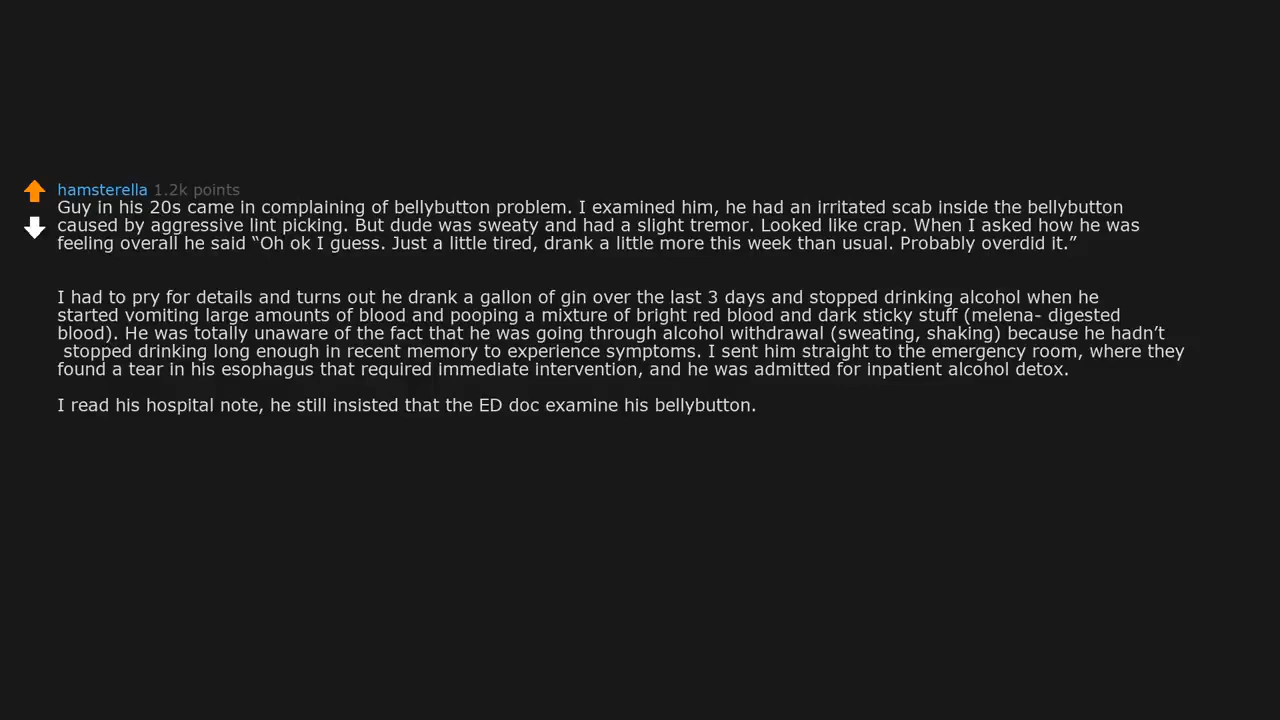 hamsterella 1.2k points
Guy in his 20s came in complaining of bellybutton problem. I examined him, he had an irritated scab inside the bellybutton
caused by aggressive lint picking. But dude was sweaty and had a slight tremor. Looked like crap. When I asked how he was
feeling overall he said “Oh ok I guess. Just a little tired, drank a little more this week than usual. Probably overdid it.”
I had to pry for details and turns out he drank a gallon of gin over the last 3 days and stopped drinking alcohol when he
started vomiting large amounts of blood and pooping a mixture of bright red blood and dark sticky stuff (melena- digested
blood). He was totally unaware of the fact that he was going through alcohol withdrawal (sweating, shaking) because he hadn’t
stopped drinking long enough in recent memory to experience symptoms. I sent him straight to the emergency room, where they
found a tear in his esophagus that required immediate intervention, and he was admitted for inpatient alcohol detox.
I read his hospital note, he still insisted that the ED doc examine his bellybutton.